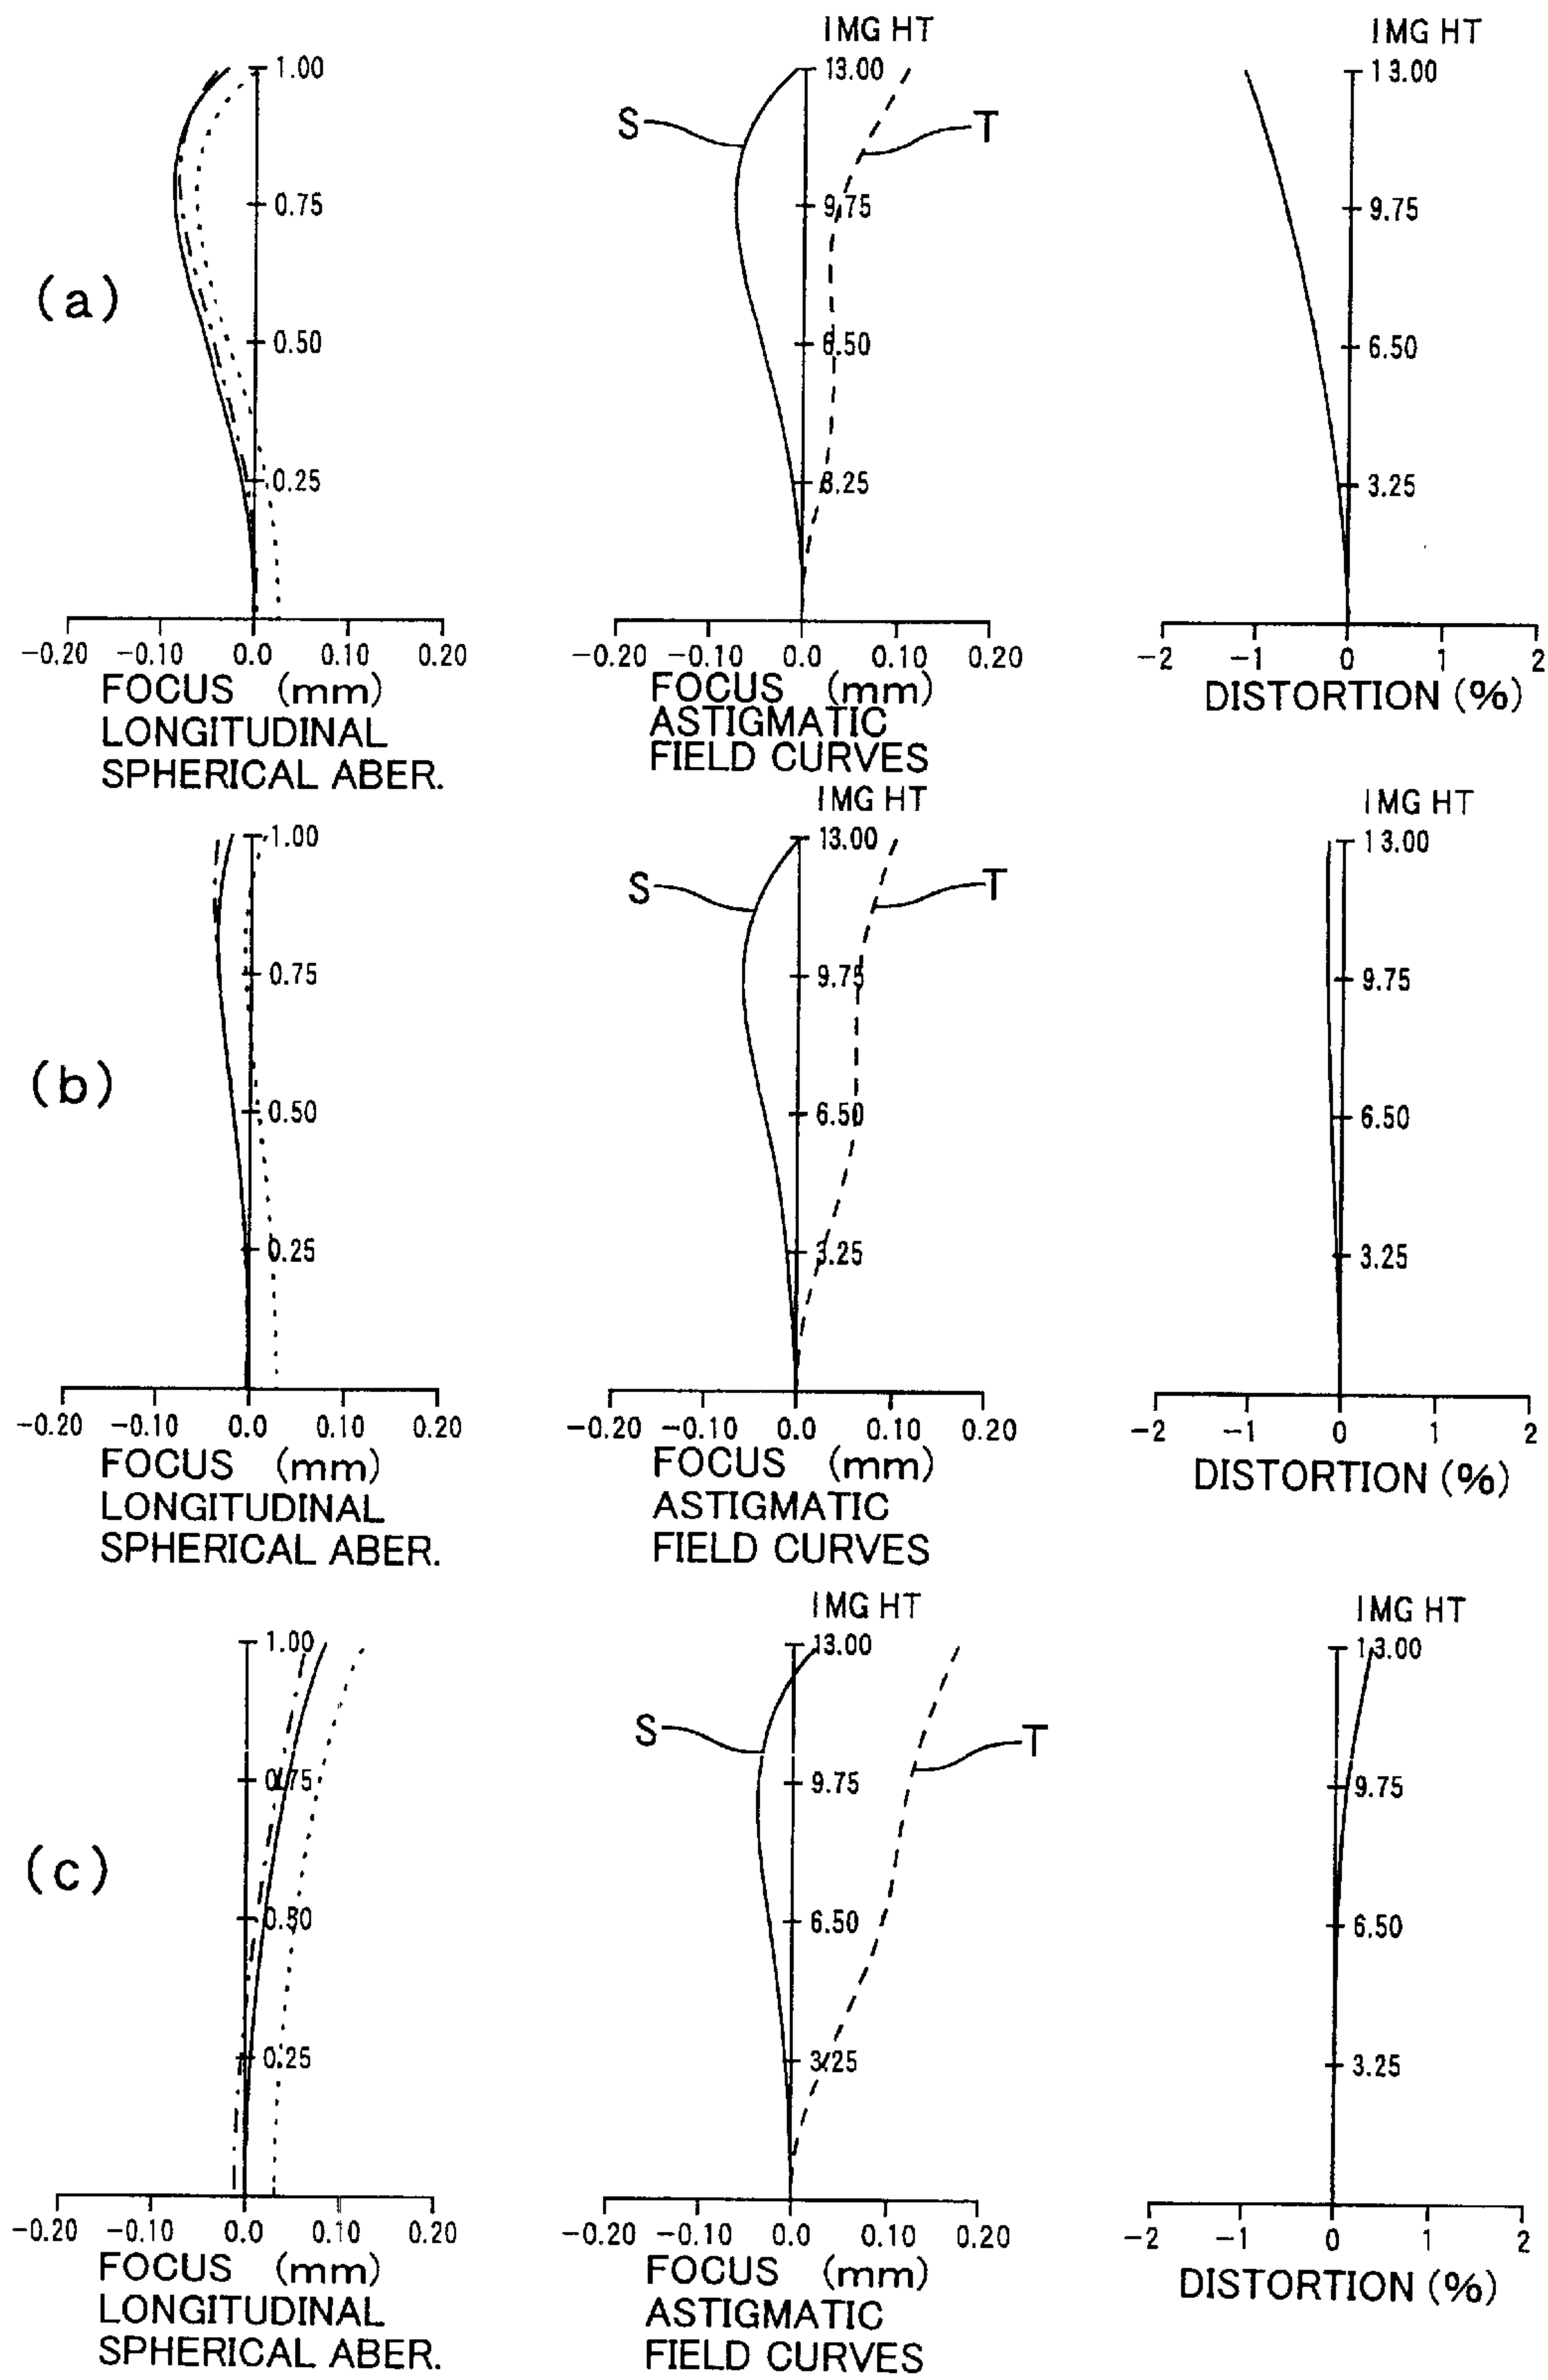 (a)
1.00
0.75
0.50
0.25
-0.20 -0.10 0.0 0.10 0.20
FOCUS (mm)
LONGITUDINAL
SPHERICAL ABER.
IMG HT
13.00
S
T
9.75
6.50
3.25
-0.20 -0.10 0.0 0.10 0.20
FOCUS (mm)
ASTIGMATIC
FIELD CURVES
IMG HT
13.00
9.75
6.50
3.25
-2 -1 0 1 2
DISTORTION (%)
(b)
1.00
0.75
0.50
0.25
-0.20 -0.10 0.0 0.10 0.20
FOCUS (mm)
LONGITUDINAL
SPHERICAL ABER.
IMG HT
13.00
S
T
9.75
6.50
3.25
-0.20 -0.10 0.0 0.10 0.20
FOCUS (mm)
ASTIGMATIC
FIELD CURVES
IMG HT
13.00
9.75
6.50
3.25
-2 -1 0 1 2
DISTORTION (%)
(c)
1.00
0.75
0.50
0.25
-0.20 -0.10 0.0 0.10 0.20
FOCUS (mm)
LONGITUDINAL
SPHERICAL ABER.
IMG HT
13.00
S
T
9.75
6.50
3.25
-0.20 -0.10 0.0 0.10 0.20
FOCUS (mm)
ASTIGMATIC
FIELD CURVES
IMG HT
13.00
9.75
6.50
3.25
-2 -1 0 1 2
DISTORTION (%)